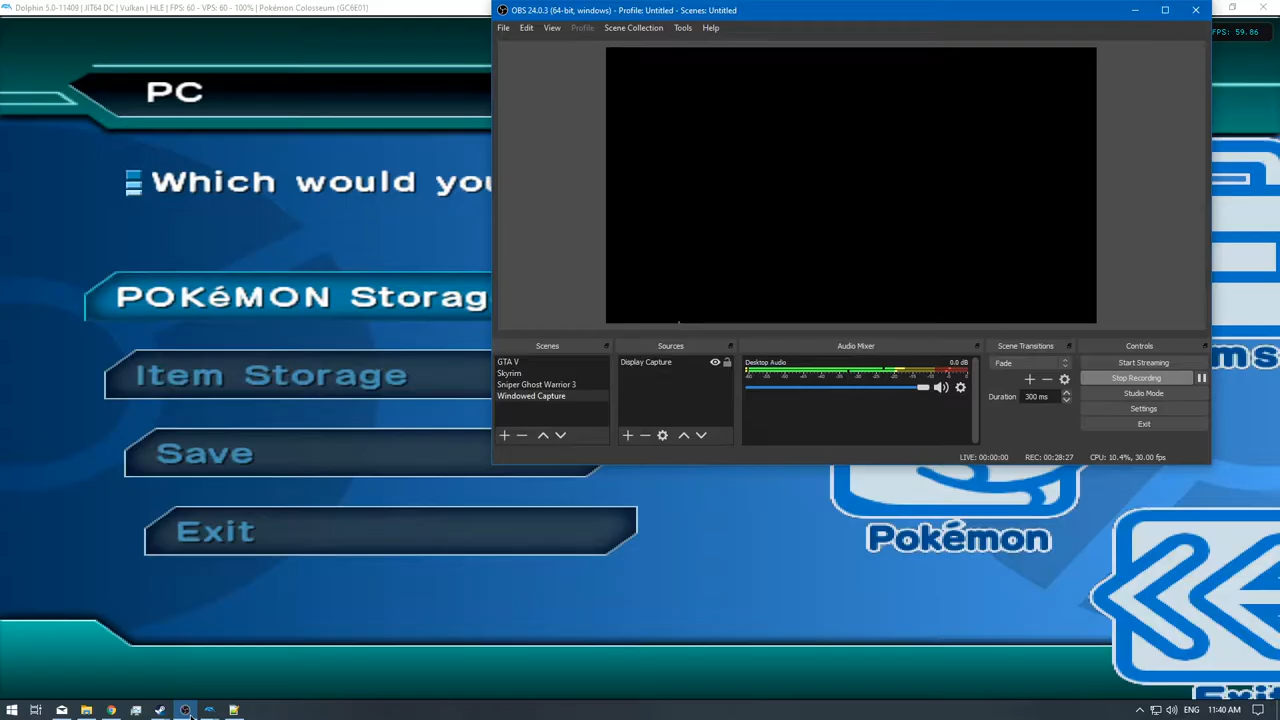 Dolphin 5.0-11409 | JIT64 DC | Vulkan | HLE | FPS: 60 - VPS: 60 - 100% | Pokémon Colosseum (GC6E01)
OBS 24.0.3 (64-bit, windows) - Profile: Untitled - Scenes: Untitled
File Edit View Profile Scene Collection Tools Help
FPS: 59.86
PC
Which would you
POKéMON Storag
Item Storage
Save
Exit
Scenes
GTA V
Skyrim
Sniper Ghost Warrior 3
Windowed Capture
Sources
Display Capture
Audio Mixer
Desktop Audio 0.0 dB
Scene Transitions
Fade
Duration 300 ms
Controls
Start Streaming
Stop Recording
Studio Mode
Settings
Exit
LIVE: 00:00:00 REC: 00:28:27 CPU: 10.4%, 30.00 fps
ms
Pokémon
ENG 11:40 AM